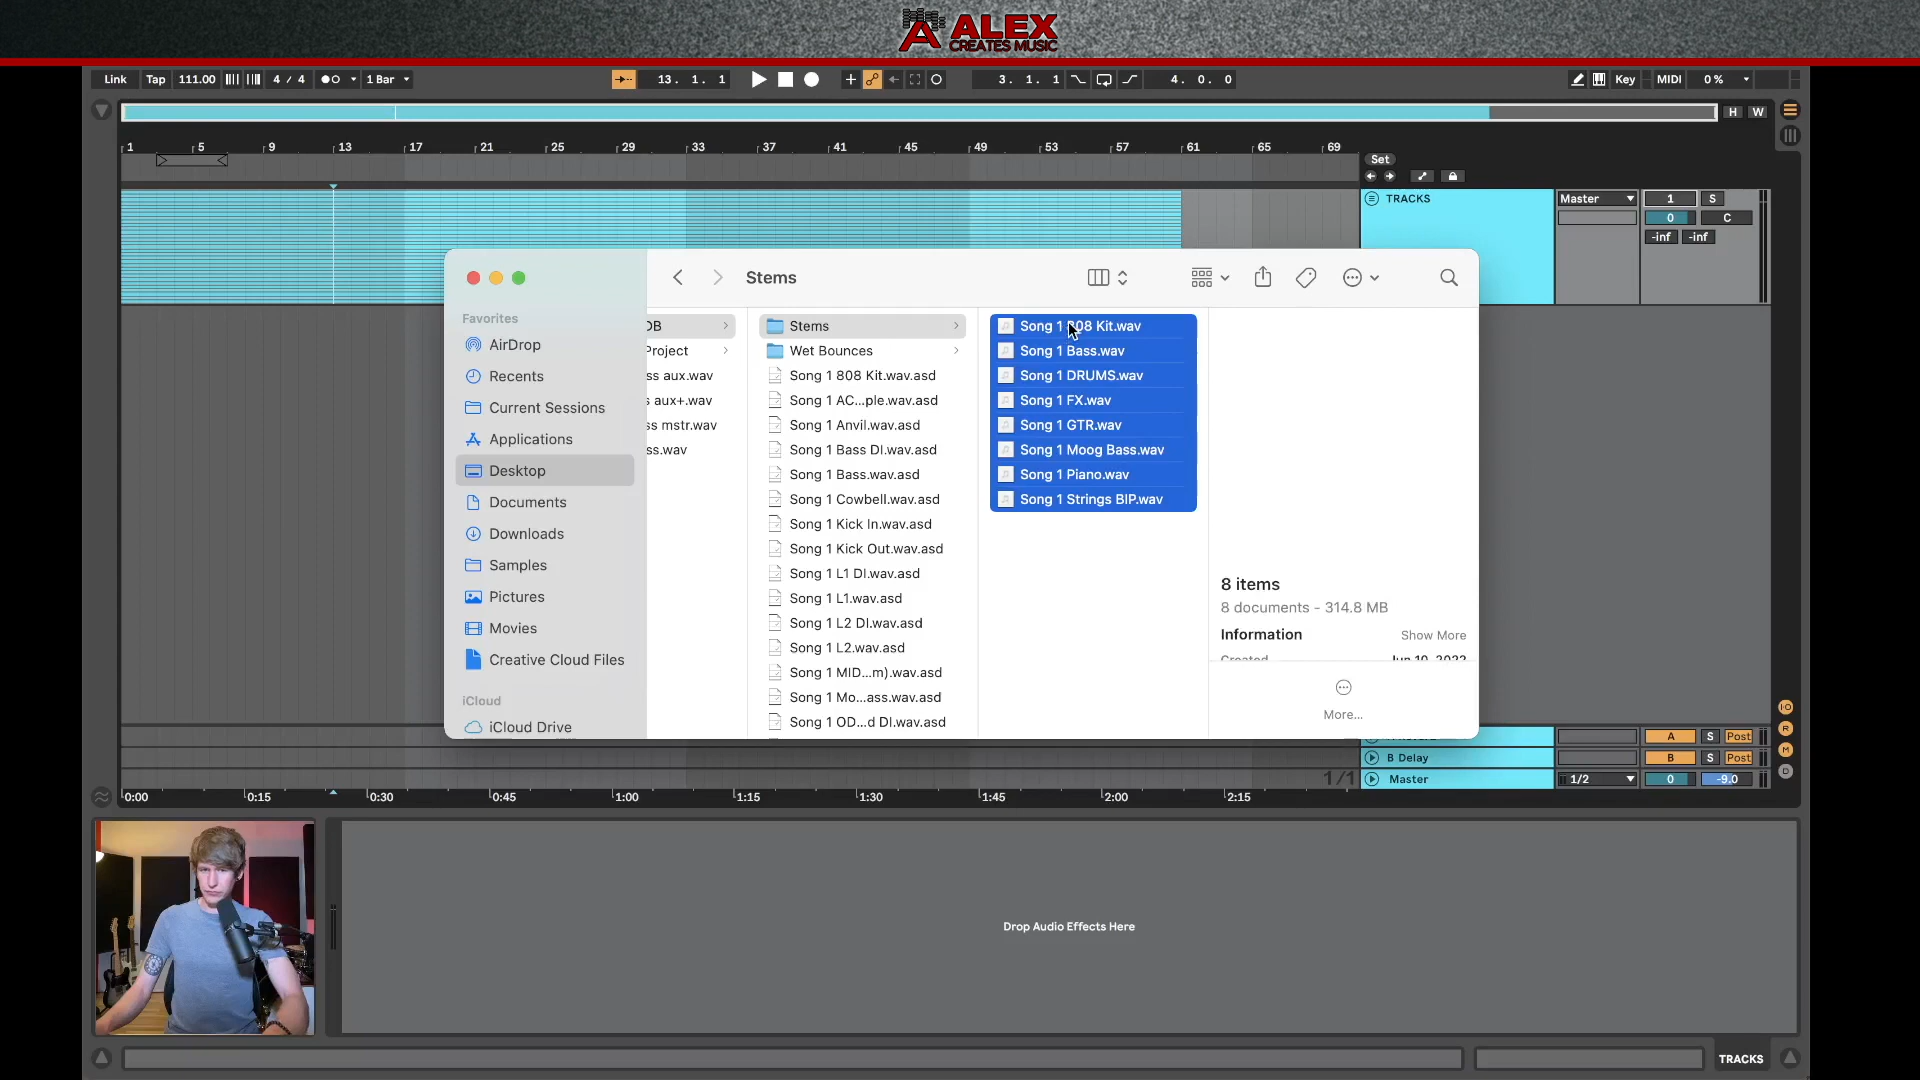 ALEX
CREATES MUSIC
Link Tap 111.00 4 / 4 1 Bar 13. 1. 1 3. 1. 1 4. 0. 0 Key MIDI 0 %
H W
1 5 9 13 17 21 25 29 33 37 41 45 49 53 57 61 65 69
Set
TRACKS Master 1 S
0 C
-inf -inf
Stems
Favorites
AirDrop
Recents
Current Sessions
Applications
Desktop
Documents
Downloads
Samples
Pictures
Movies
Creative Cloud Files
iCloud
iCloud Drive
OB
Project
ss aux.wav
s aux+.wav
ss mstr.wav
ss.wav
Stems
Wet Bounces
Song 1 808 Kit.wav.asd
Song 1 AC...ple.wav.asd
Song 1 Anvil.wav.asd
Song 1 Bass DI.wav.asd
Song 1 Bass.wav.asd
Song 1 Cowbell.wav.asd
Song 1 Kick In.wav.asd
Song 1 Kick Out.wav.asd
Song 1 L1 DI.wav.asd
Song 1 L1.wav.asd
Song 1 L2 DI.wav.asd
Song 1 L2.wav.asd
Song 1 MID...m).wav.asd
Song 1 Mo...ass.wav.asd
Song 1 OD...d DI.wav.asd
Song 1 808 Kit.wav
Song 1 Bass.wav
Song 1 DRUMS.wav
Song 1 FX.wav
Song 1 GTR.wav
Song 1 Moog Bass.wav
Song 1 Piano.wav
Song 1 Strings BIP.wav
8 items
8 documents - 314.8 MB
Information Show More
Created Jun 10, 2022
More...
A S Post
B Delay B S Post
1/1 Master 1/2 0 -9.0
I·O
R
M
D
0:00 0:15 0:30 0:45 1:00 1:15 1:30 1:45 2:00 2:15
Drop Audio Effects Here
TRACKS